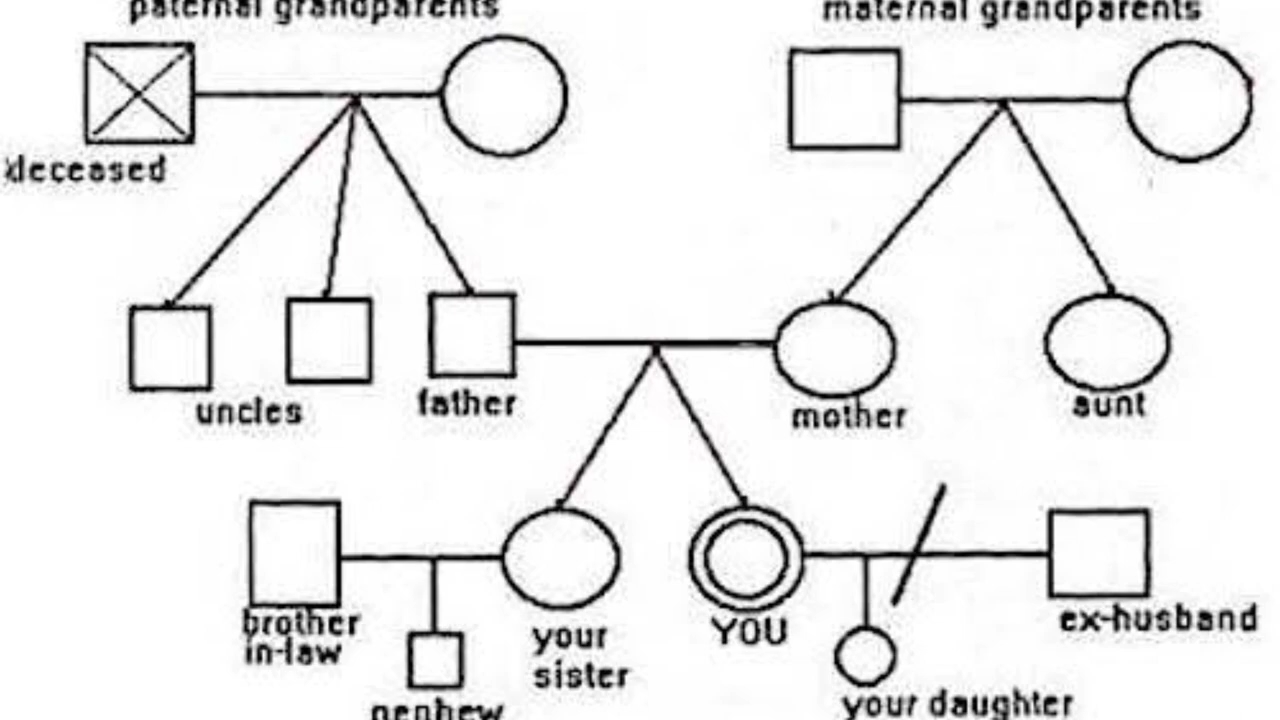 paternal grandparents
maternal grandparents
deceased
uncles
father
mother
aunt
brother
in-law
nephew
your
sister
YOU
ex-husband
your daughter